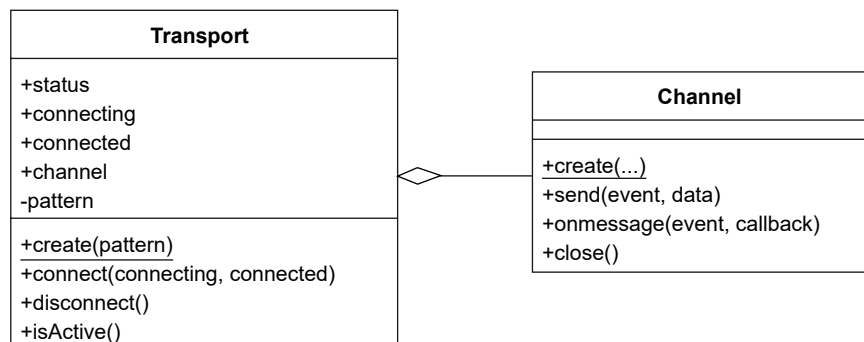 Transport
+status
+connecting
+connected
+channel
-pattern
+create(pattern)
+connect(connecting, connected)
+disconnect()
+isActive()
Channel
+create(...)
+send(event, data)
+onmessage(event, callback)
+close()